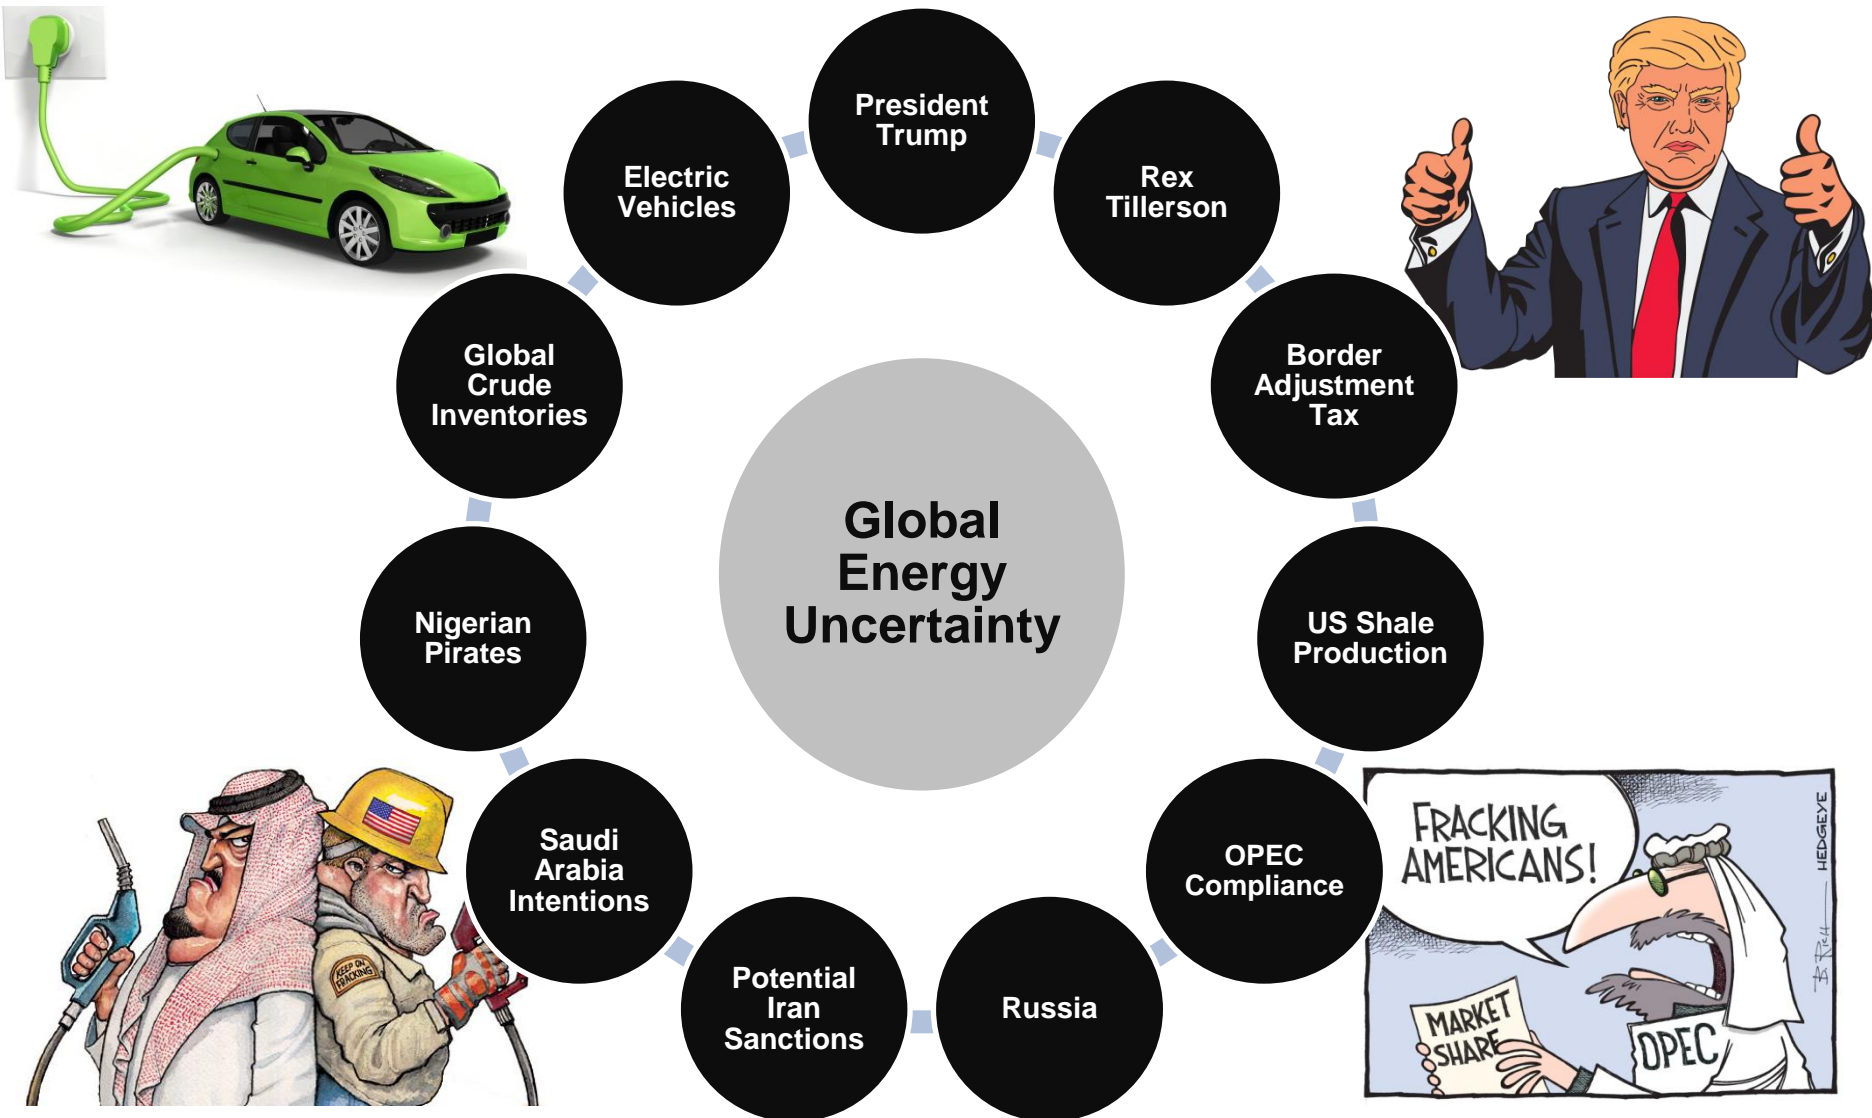 President
Trump
Electric
Vehicles
Rex
Tillerson
Global
Crude
Inventories
Border
Adjustment
Tax
Global
Energy
Uncertainty
Nigerian
Pirates
US Shale
Production
Saudi
Arabia
Intentions
OPEC
Compliance
Potential
Iran
Sanctions
Russia
KEEP ON
FRACKING
FRACKING
AMERICANS!
HEDGEYE
B. Rich
MARKET
SHARE
OPEC